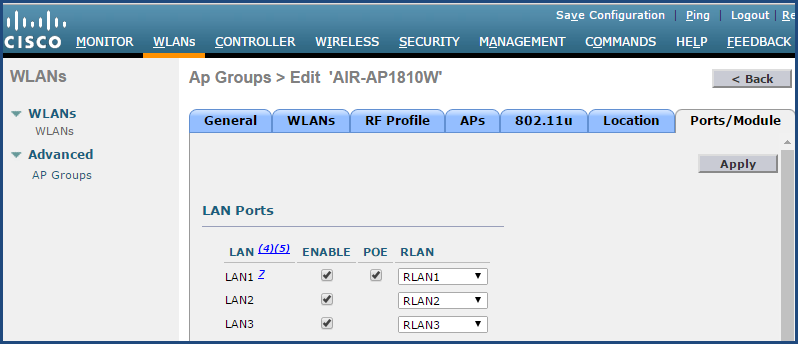 Save Configuration | Ping | Logout | Re
CISCO MONITOR WLANs CONTROLLER WIRELESS SECURITY MANAGEMENT COMMANDS HELP FEEDBACK
WLANs
Ap Groups > Edit 'AIR-AP1810W'
< Back
WLANs
WLANs
Advanced
AP Groups
General WLANs RF Profile APs 802.11u Location Ports/Module
Apply
LAN Ports
LAN (4)(5) ENABLE POE RLAN
LAN1 7 RLAN1
LAN2 RLAN2
LAN3 RLAN3